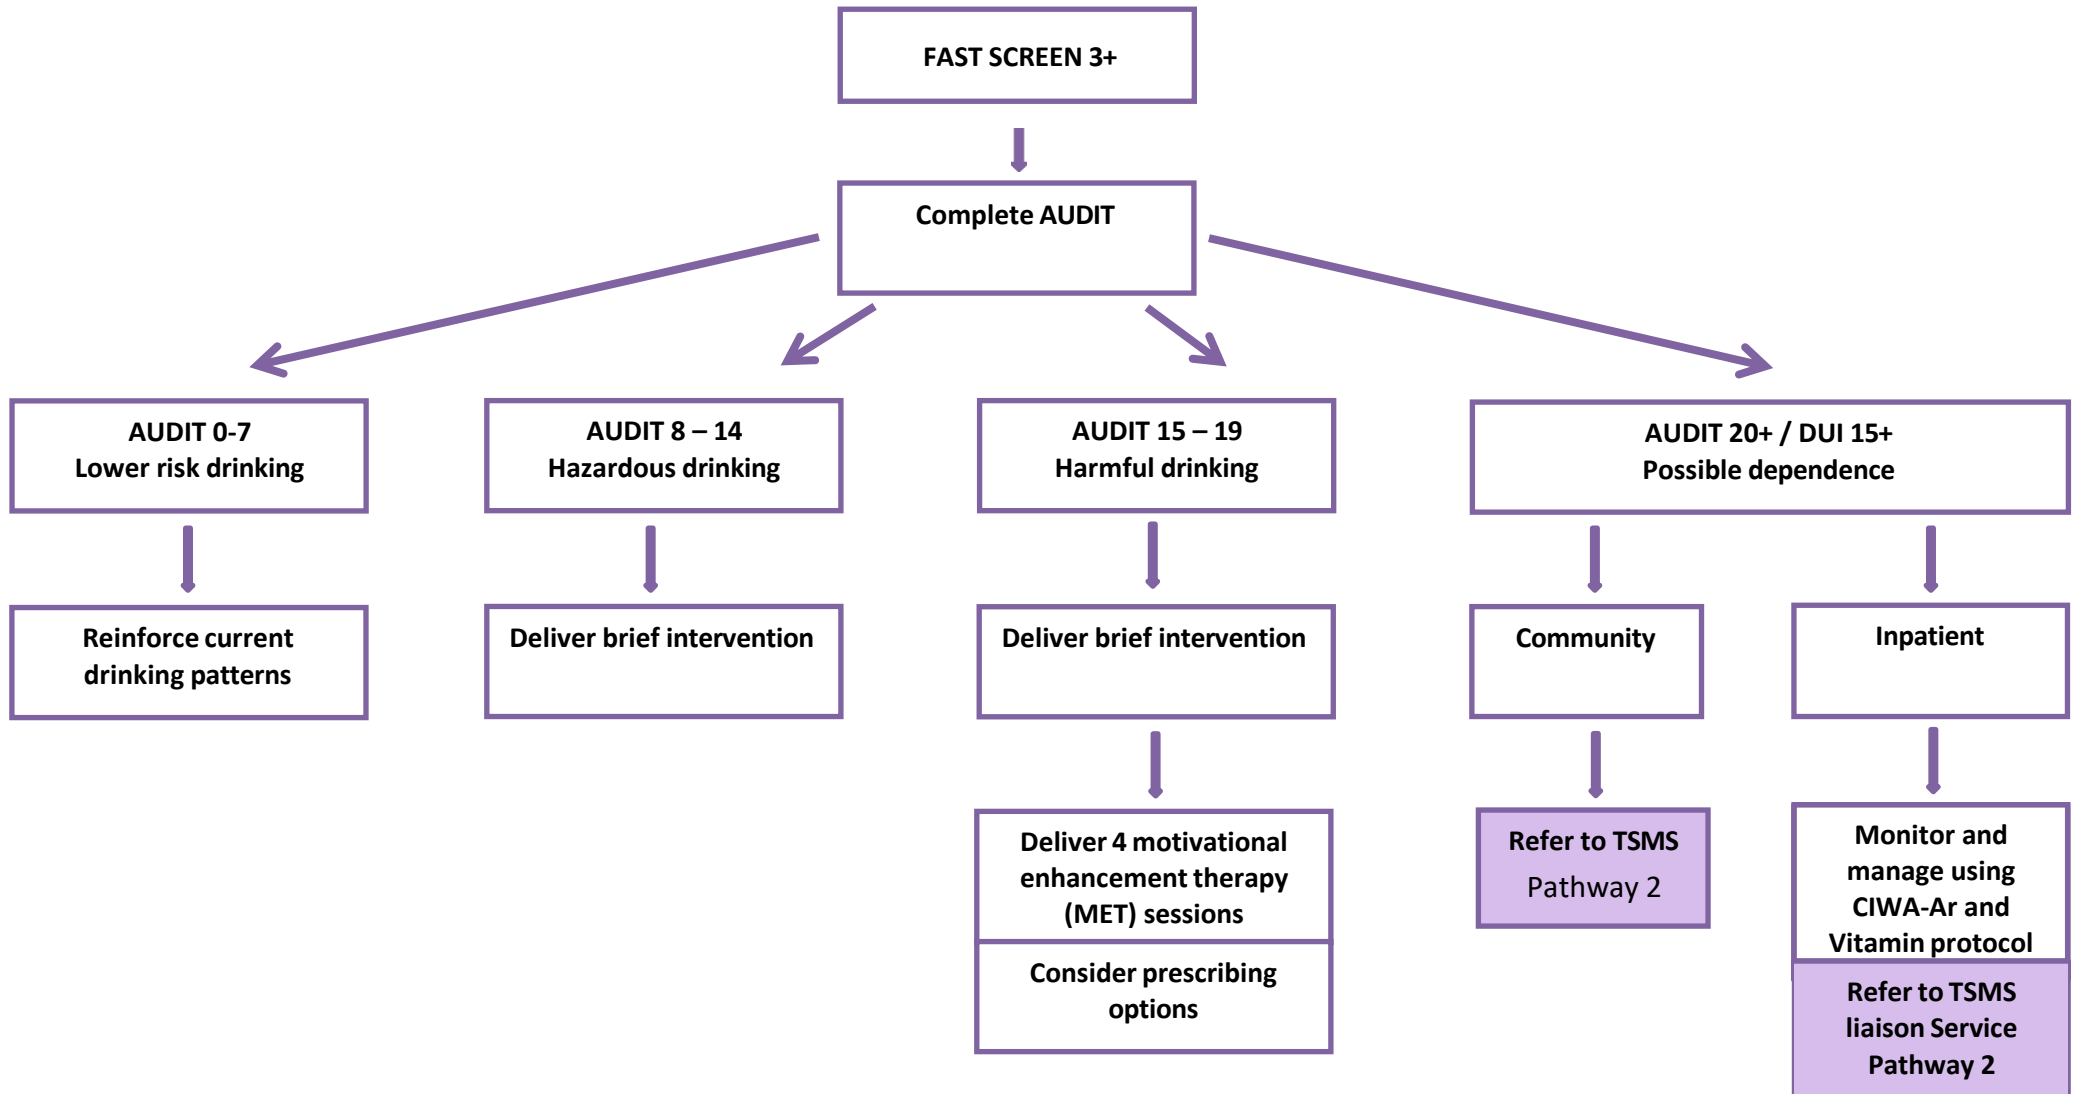 FAST SCREEN 3+
Complete AUDIT
AUDIT 0-7
Lower risk drinking
AUDIT 8 – 14
Hazardous drinking
AUDIT 15 – 19
Harmful drinking
AUDIT 20+ / DUI 15+
Possible dependence
Reinforce current
drinking patterns
Deliver brief intervention
Deliver brief intervention
Community
Inpatient
Deliver 4 motivational
enhancement therapy
(MET) sessions
Consider prescribing
options
Refer to TSMS
Pathway 2
Monitor and
manage using
CIWA-Ar and
Vitamin protocol
Refer to TSMS
liaison Service
Pathway 2